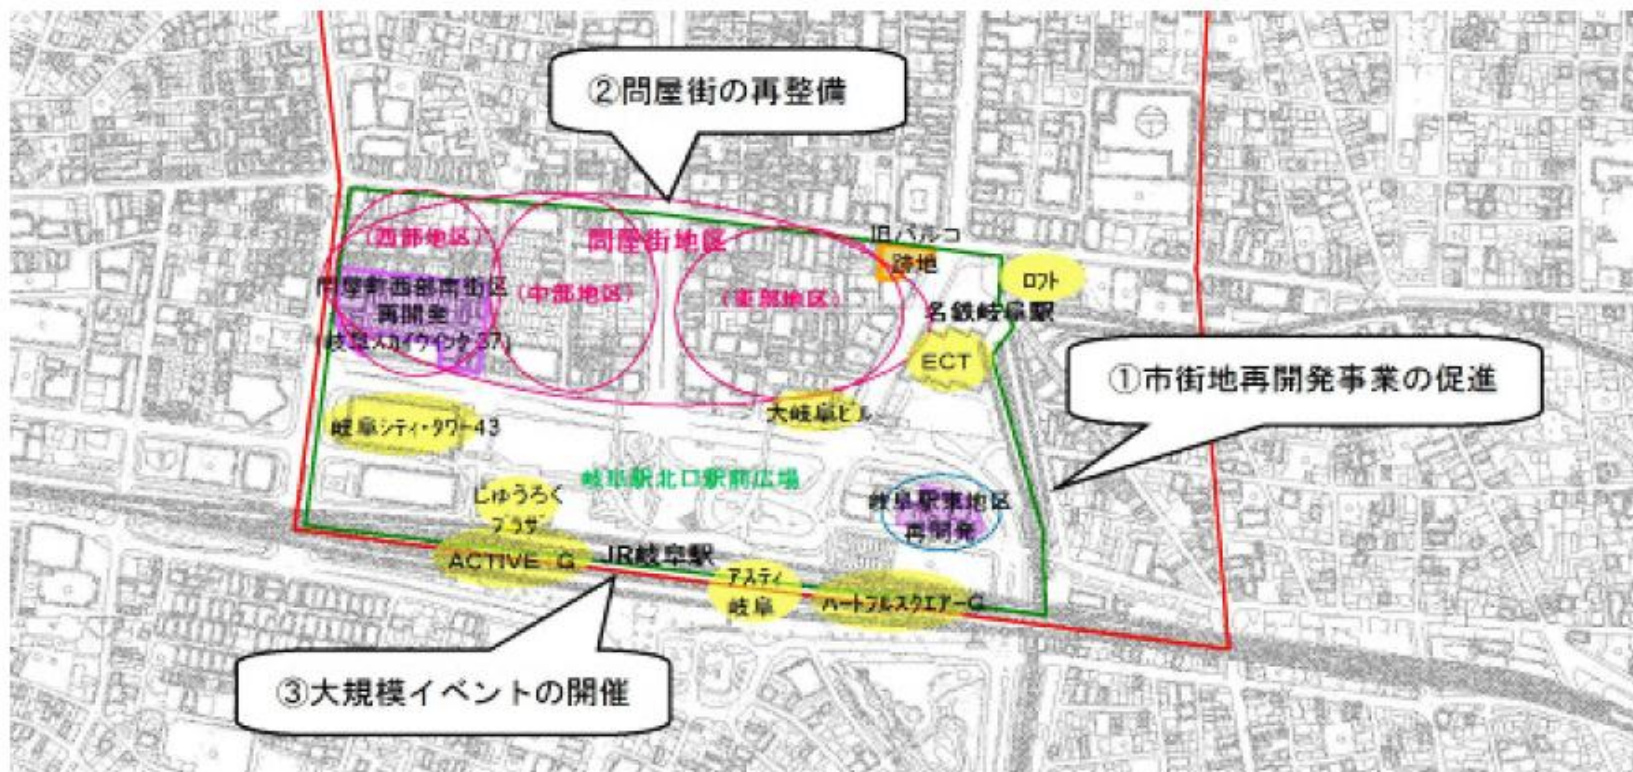 ②問屋街の再整備
旧パルコ
跡地
(西部地区)
問屋街地区
ロフト
問屋町西部南街区
再開発
(岐阜スカイウイング37)
(中部地区)
(東部地区)
名鉄岐阜駅
ECT
①市街地再開発事業の促進
大岐阜ビル
岐阜シティ・タワー43
岐阜駅北口駅前広場
じゅうろく
プラザ
岐阜駅東地区
再開発
ACTIVE G
JR岐阜駅
アスティ
岐阜
ハートフルスクエアーG
③大規模イベントの開催